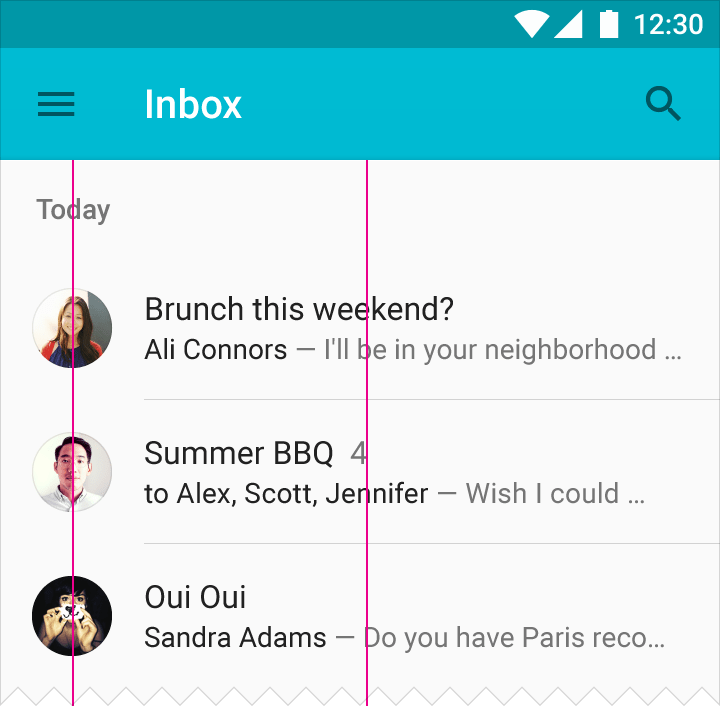 12:30
Inbox
Today
Brunch this weekend?
Ali Connors — I'll be in your neighborhood ...
Summer BBQ 4
to Alex, Scott, Jennifer — Wish I could ...
Oui Oui
Sandra Adams — Do you have Paris reco...